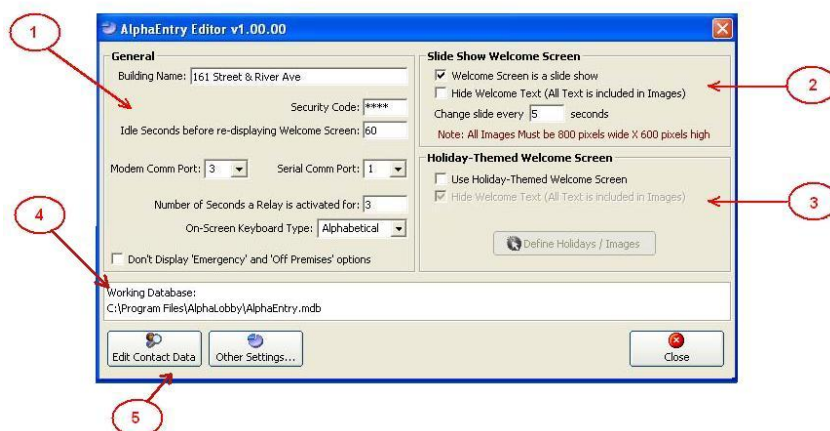 AlphaEntry Editor v1.00.00
General
Building Name: 161 Street & River Ave
Security Code: ****
Idle Seconds before re-displaying Welcome Screen: 60
Modem Comm Port: 3 Serial Comm Port: 1
Number of Seconds a Relay is activated for: 3
On-Screen Keyboard Type: Alphabetical
Don't Display 'Emergency' and 'Off Premises' options
Slide Show Welcome Screen
Welcome Screen is a slide show
Hide Welcome Text (All Text is included in Images)
Change slide every 5 seconds
Note: All Images Must be 800 pixels wide X 600 pixels high
Holiday-Themed Welcome Screen
Use Holiday-Themed Welcome Screen
Hide Welcome Text (All Text is included in Images)
Define Holidays / Images
Working Database:
C:\Program Files\AlphaLobby\AlphaEntry.mdb
Edit Contact Data
Other Settings...
Close
1
2
3
4
5